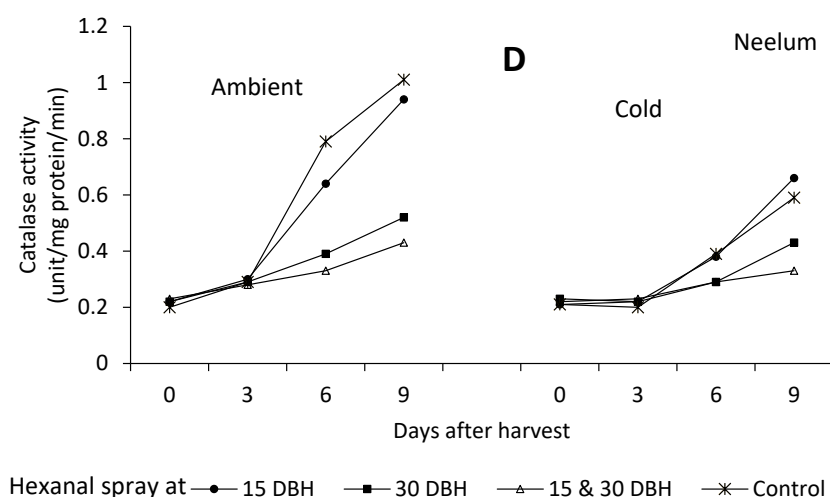 Neelum
D
Ambient
Cold
Catalase activity
(unit/mg protein/min)
1.2
1
0.8
0.6
0.4
0.2
0
0 3 6 9 0 3 6 9
Days after harvest
Hexanal spray at 15 DBH 30 DBH 15 & 30 DBH Control